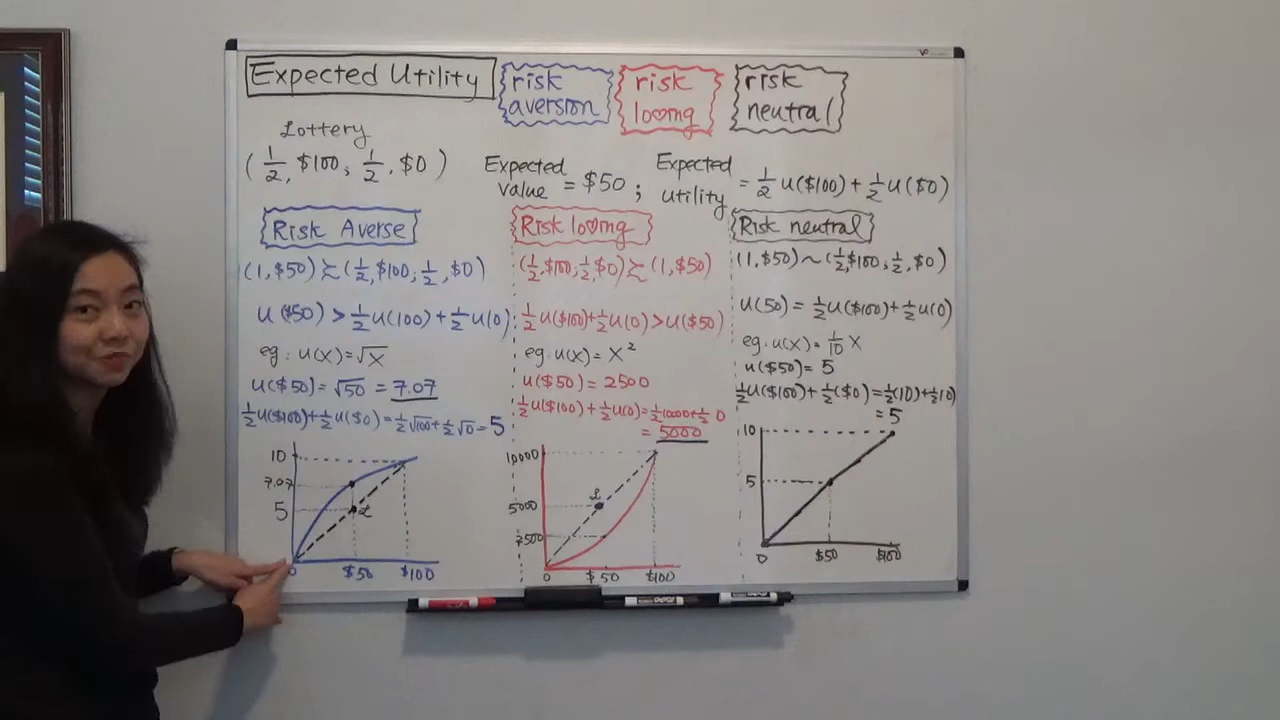 Expected Utility
risk aversion
risk loving
risk neutral
Lottery
(1/2, $100; 1/2, $0)
Expected value = $50; Expected utility = 1/2 u($100) + 1/2 u($0)
Risk Averse
(1, $50) ≿ (1/2, $100; 1/2, $0)
u($50) > 1/2 u(100) + 1/2 u(0)
eg: u(x) = √x
u($50) = √50 = 7.07
1/2 u($100) + 1/2 u($0) = 1/2 √100 + 1/2 √0 = 5
10
7.07
5
L
0 $50 $100
Risk loving
(1/2, $100; 1/2, $0) ≿ (1, $50)
1/2 u($100) + 1/2 u(0) > u($50)
eg. u(x) = x²
u($50) = 2500
1/2 u($100) + 1/2 u(0) = 1/2 10000 + 1/2 0
= 5000
10000
5000
2500
L
0 $50 $100
Risk neutral
(1, $50) ~ (1/2, $100; 1/2, $0)
u(50) = 1/2 u($100) + 1/2 u(0)
eg. u(x) = 1/10 x
u($50) = 5
1/2 u($100) + 1/2 ($0) = 1/2 (10) + 1/2 (0)
= 5
10
5
0 $50 $100